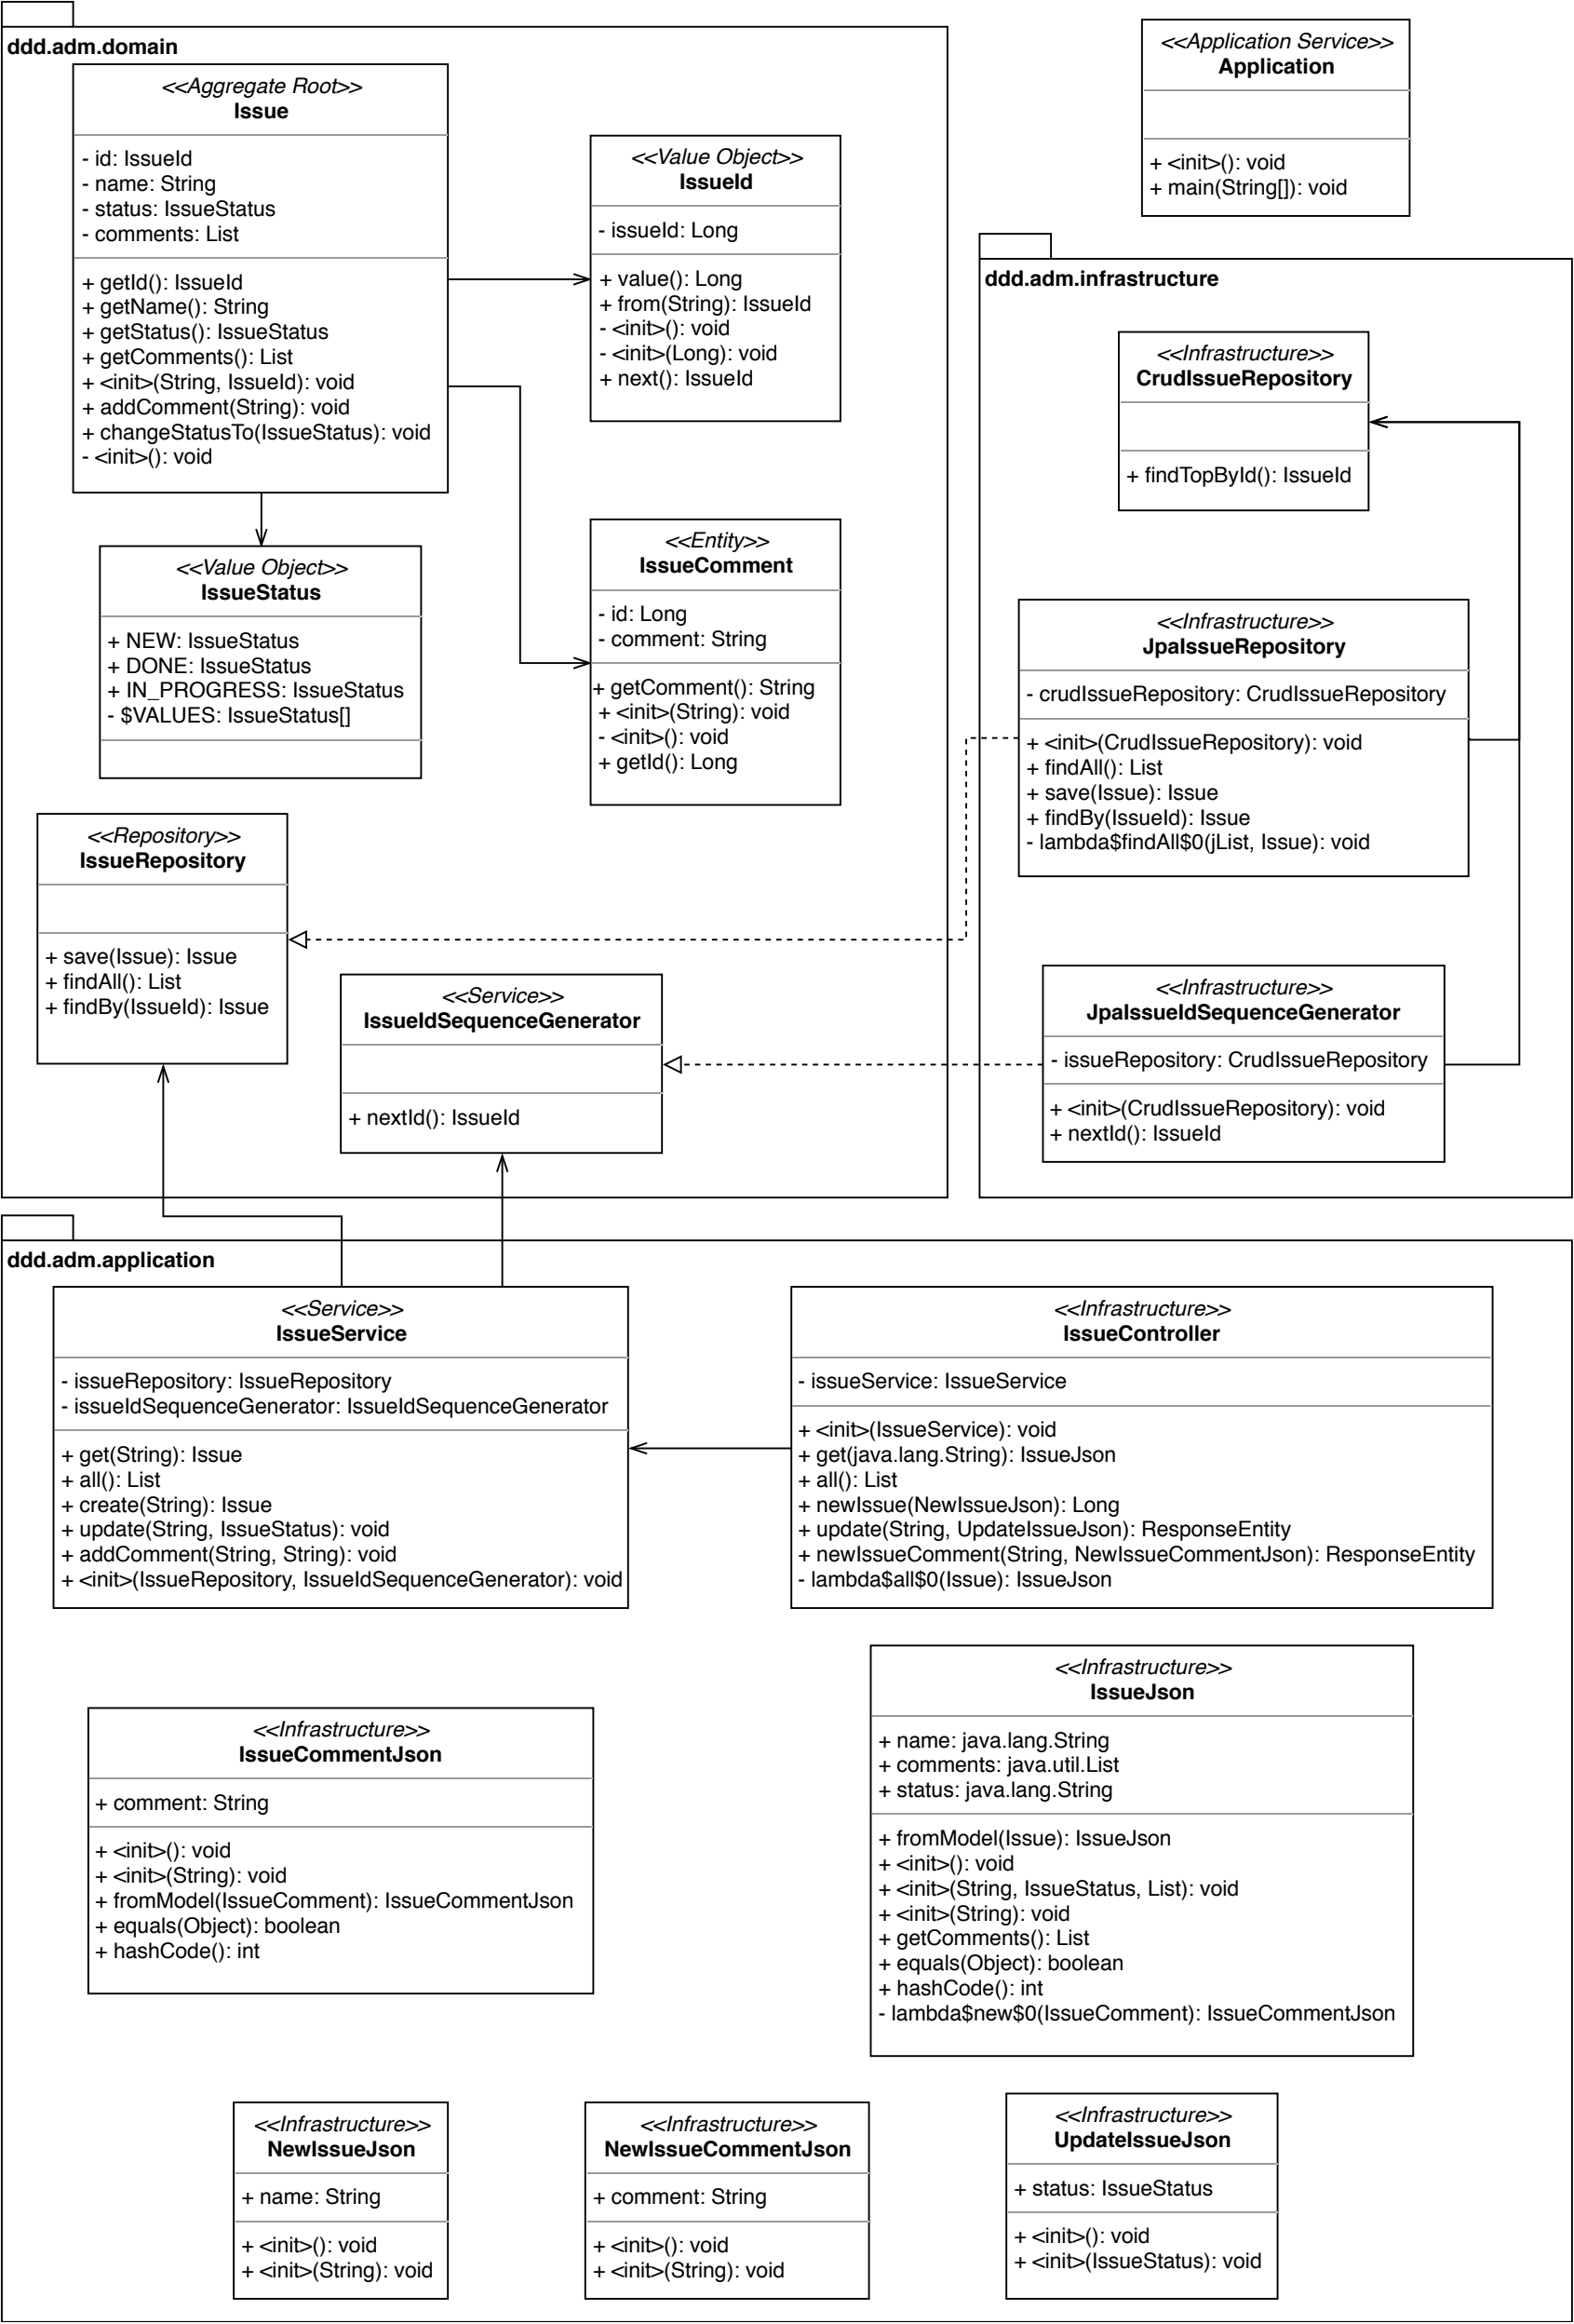 ddd.adm.domain
<<Aggregate Root>>
Issue
- id: IssueId
- name: String
- status: IssueStatus
- comments: List
+ getId(): IssueId
+ getName(): String
+ getStatus(): IssueStatus
+ getComments(): List
+ <init>(String, IssueId): void
+ addComment(String): void
+ changeStatusTo(IssueStatus): void
- <init>(): void
<<Value Object>>
IssueId
- issueId: Long
+ value(): Long
+ from(String): IssueId
- <init>(): void
- <init>(Long): void
+ next(): IssueId
<<Value Object>>
IssueStatus
+ NEW: IssueStatus
+ DONE: IssueStatus
+ IN_PROGRESS: IssueStatus
- $VALUES: IssueStatus[]
<<Entity>>
IssueComment
- id: Long
- comment: String
+ getComment(): String
+ <init>(String): void
- <init>(): void
+ getId(): Long
<<Repository>>
IssueRepository
+ save(Issue): Issue
+ findAll(): List
+ findBy(IssueId): Issue
<<Service>>
IssueIdSequenceGenerator
+ nextId(): IssueId
<<Application Service>>
Application
+ <init>(): void
+ main(String[]): void
ddd.adm.infrastructure
<<Infrastructure>>
CrudIssueRepository
+ findTopById(): IssueId
<<Infrastructure>>
JpaIssueRepository
- crudIssueRepository: CrudIssueRepository
+ <init>(CrudIssueRepository): void
+ findAll(): List
+ save(Issue): Issue
+ findBy(IssueId): Issue
- lambda$findAll$0(jList, Issue): void
<<Infrastructure>>
JpaIssueIdSequenceGenerator
- issueRepository: CrudIssueRepository
+ <init>(CrudIssueRepository): void
+ nextId(): IssueId
ddd.adm.application
<<Service>>
IssueService
- issueRepository: IssueRepository
- issueIdSequenceGenerator: IssueIdSequenceGenerator
+ get(String): Issue
+ all(): List
+ create(String): Issue
+ update(String, IssueStatus): void
+ addComment(String, String): void
+ <init>(IssueRepository, IssueIdSequenceGenerator): void
<<Infrastructure>>
IssueController
- issueService: IssueService
+ <init>(IssueService): void
+ get(java.lang.String): IssueJson
+ all(): List
+ newIssue(NewIssueJson): Long
+ update(String, UpdateIssueJson): ResponseEntity
+ newIssueComment(String, NewIssueCommentJson): ResponseEntity
- lambda$all$0(Issue): IssueJson
<<Infrastructure>>
IssueCommentJson
+ comment: String
+ <init>(): void
+ <init>(String): void
+ fromModel(IssueComment): IssueCommentJson
+ equals(Object): boolean
+ hashCode(): int
<<Infrastructure>>
IssueJson
+ name: java.lang.String
+ comments: java.util.List
+ status: java.lang.String
+ fromModel(Issue): IssueJson
+ <init>(): void
+ <init>(String, IssueStatus, List): void
+ <init>(String): void
+ getComments(): List
+ equals(Object): boolean
+ hashCode(): int
- lambda$new$0(IssueComment): IssueCommentJson
<<Infrastructure>>
NewIssueJson
+ name: String
+ <init>(): void
+ <init>(String): void
<<Infrastructure>>
NewIssueCommentJson
+ comment: String
+ <init>(): void
+ <init>(String): void
<<Infrastructure>>
UpdateIssueJson
+ status: IssueStatus
+ <init>(): void
+ <init>(IssueStatus): void